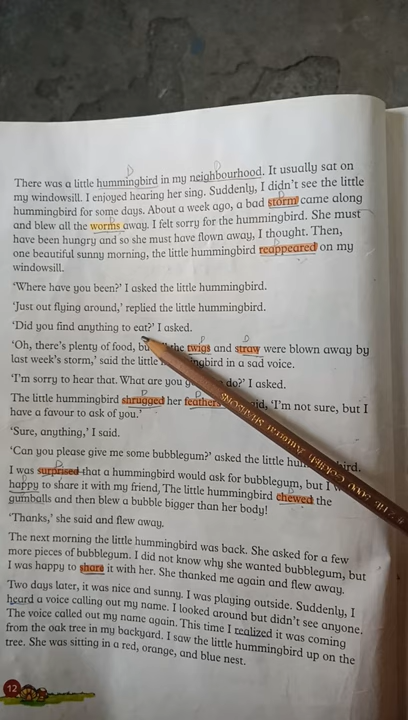 There was a little hummingbird in my neighbourhood. It usually sat on
my windowsill. I enjoyed hearing her sing. Suddenly, I didn't see the little
hummingbird for some days. About a week ago, a bad storm came along
and blew all the worms away. I felt sorry for the hummingbird. She must
have been hungry and so she must have flown away, I thought. Then,
one beautiful sunny morning, the little hummingbird reappeared on my
windowsill.
'Where have you been?' I asked the little hummingbird.
'Just out flying around,' replied the little hummingbird.
'Did you find anything to eat?' I asked.
'Oh, there's plenty of food, the twigs and straw were blown away by
last week's storm,' said the little hummingbird in a sad voice.
'I'm sorry to hear that. What are you do?' I asked.
The little hummingbird shrugged her feathers 'I'm not sure, but I
have a favour to ask of you.'
'Sure, anything,' I said.
'Can you please give me some bubblegum?' asked the little
I was surprised that a hummingbird would ask for bubblegum, but I
happy to share it with my friend, The little hummingbird chewed the
gumballs and then blew a bubble bigger than her body!
'Thanks,' she said and flew away.
The next morning the little hummingbird was back. She asked for a few
more pieces of bubblegum. I did not know why she wanted bubblegum, but
I was happy to share it with her. She thanked me again and flew away.
Two days later, it was nice and sunny. I was playing outside. Suddenly, I
heard a voice calling out my name. I looked around but didn't see anyone.
The voice called out my name again. This time I realized it was coming
from the oak tree in my backyard. I saw the little hummingbird up on the
tree. She was sitting in a red, orange, and blue nest.
12